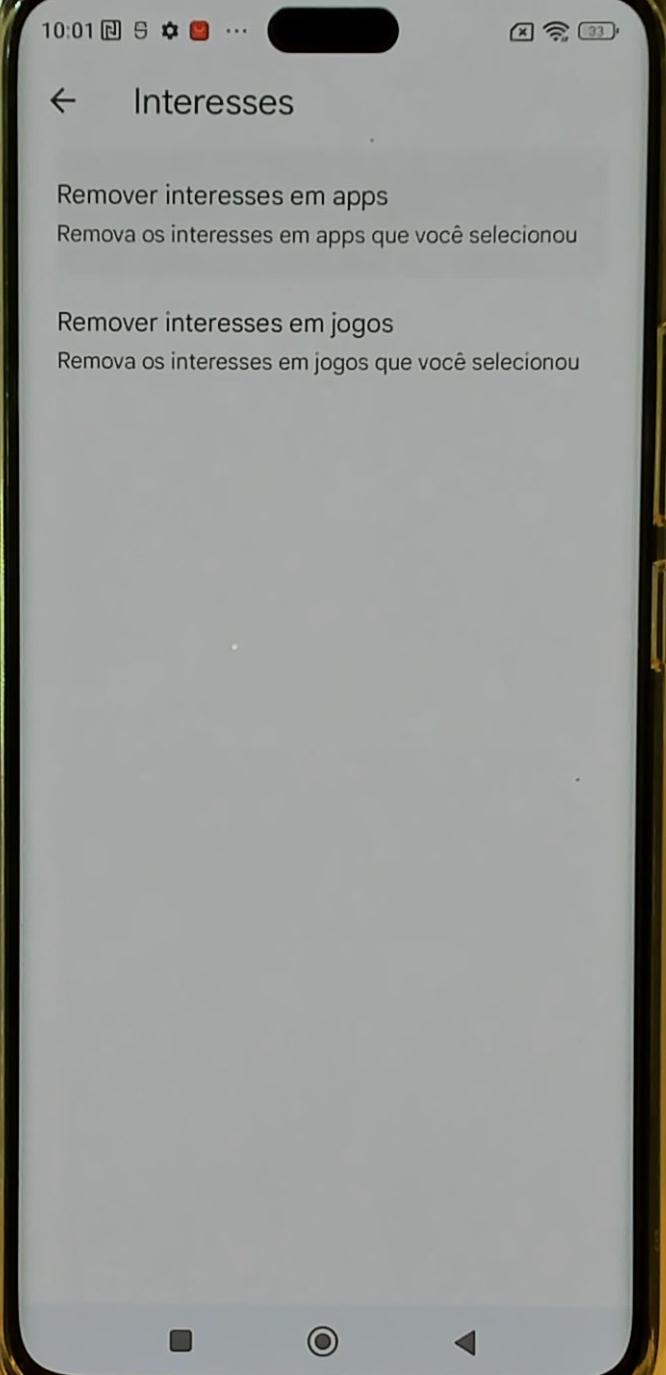 10:01
33
Interesses
Remover interesses em apps
Remova os interesses em apps que você selecionou
Remover interesses em jogos
Remova os interesses em jogos que você selecionou